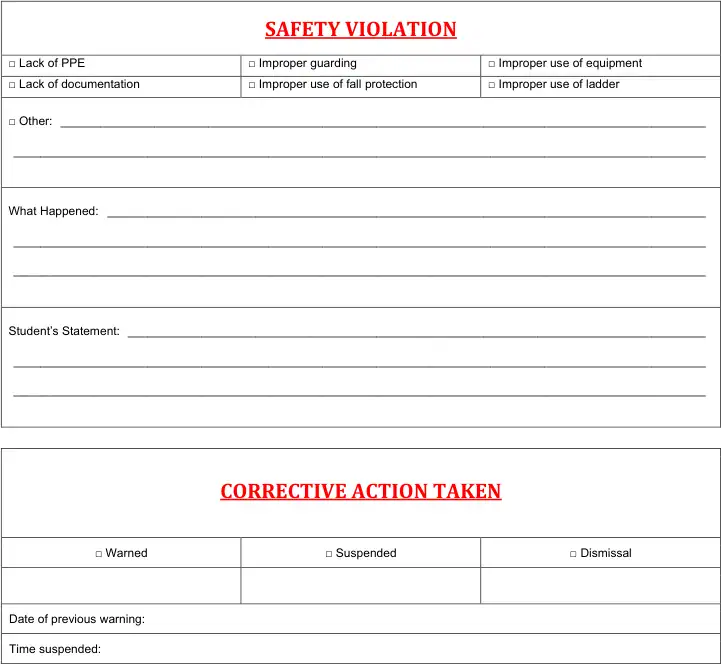 SAFETY VIOLATION
□ Lack of PPE □ Improper guarding □ Improper use of equipment
□ Lack of documentation □ Improper use of fall protection □ Improper use of ladder
□ Other:
What Happened:
Student’s Statement:
CORRECTIVE ACTION TAKEN
□ Warned □ Suspended □ Dismissal
Date of previous warning:
Time suspended: